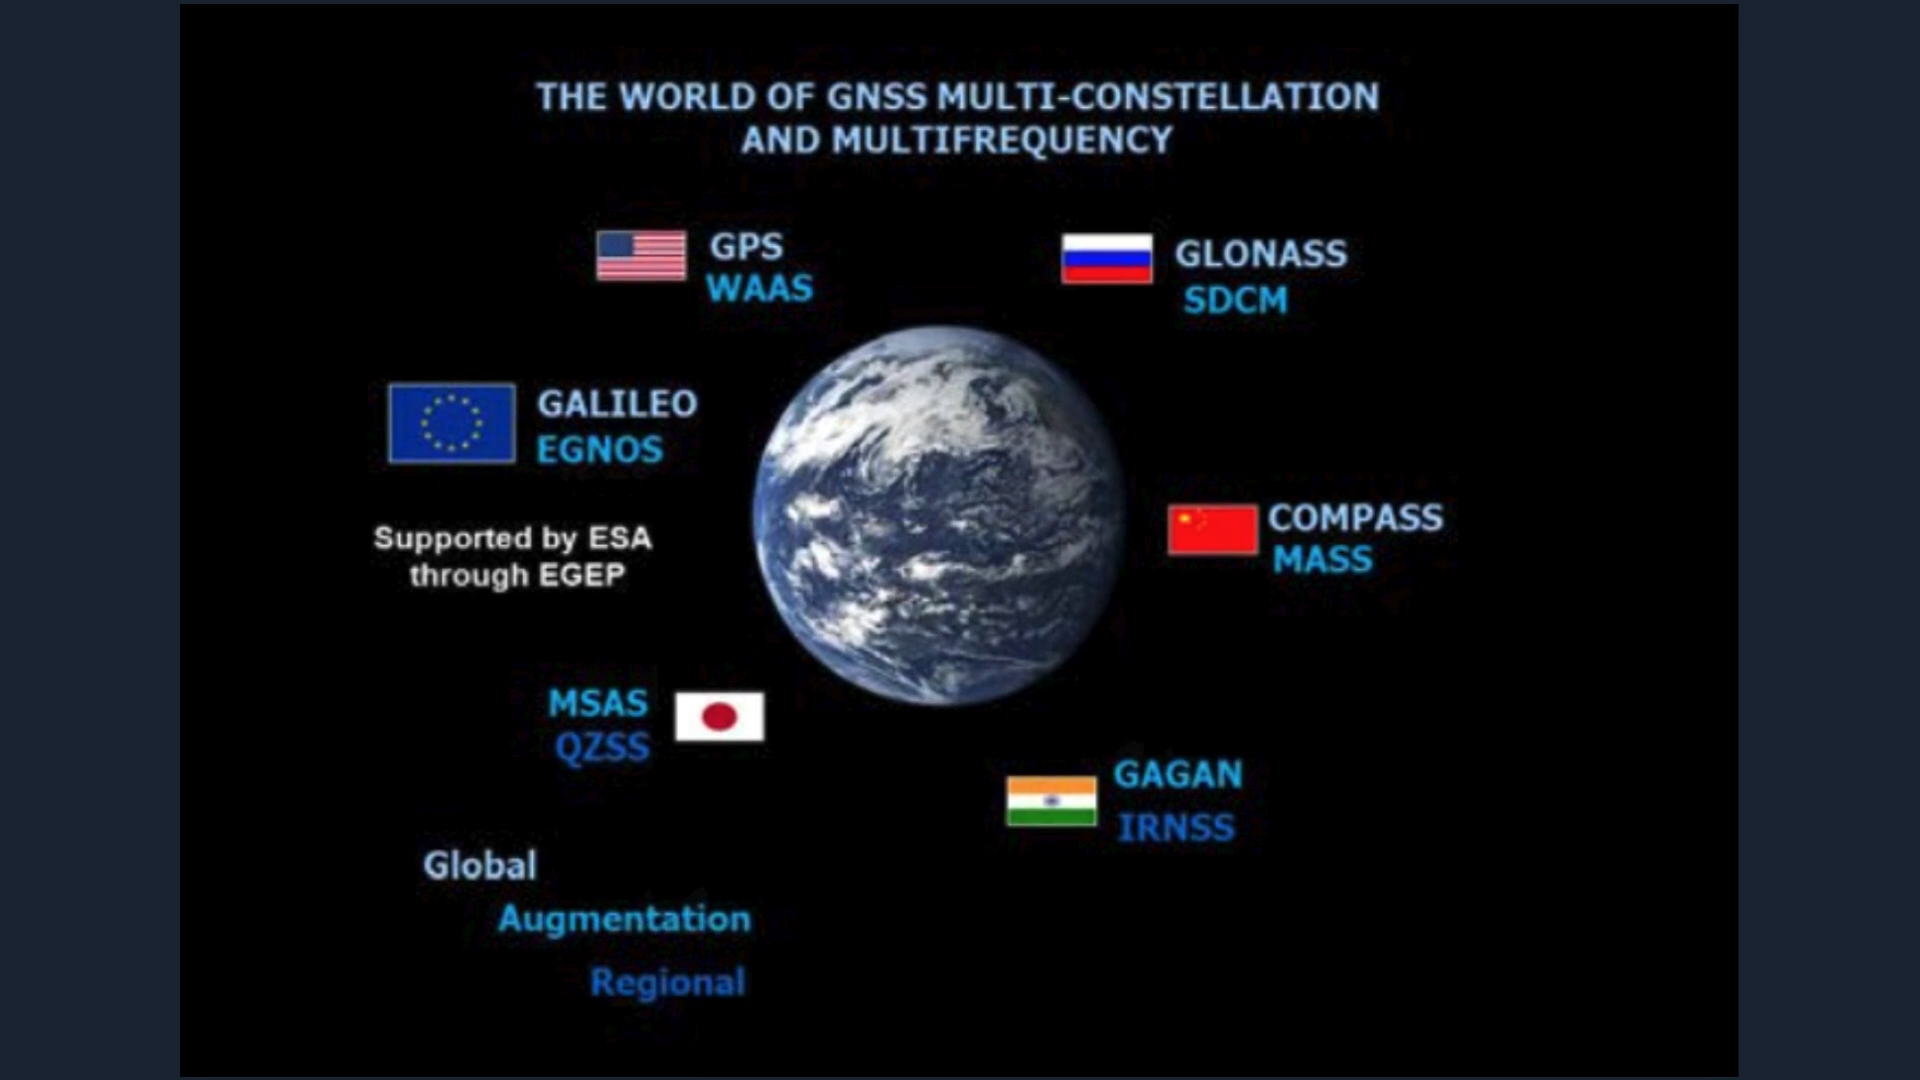 THE WORLD OF GNSS MULTI-CONSTELLATION
AND MULTIFREQUENCY
GPS
WAAS
GLONASS
SDCM
GALILEO
EGNOS
Supported by ESA
through EGEP
COMPASS
MASS
MSAS
QZSS
GAGAN
IRNSS
Global
Augmentation
Regional